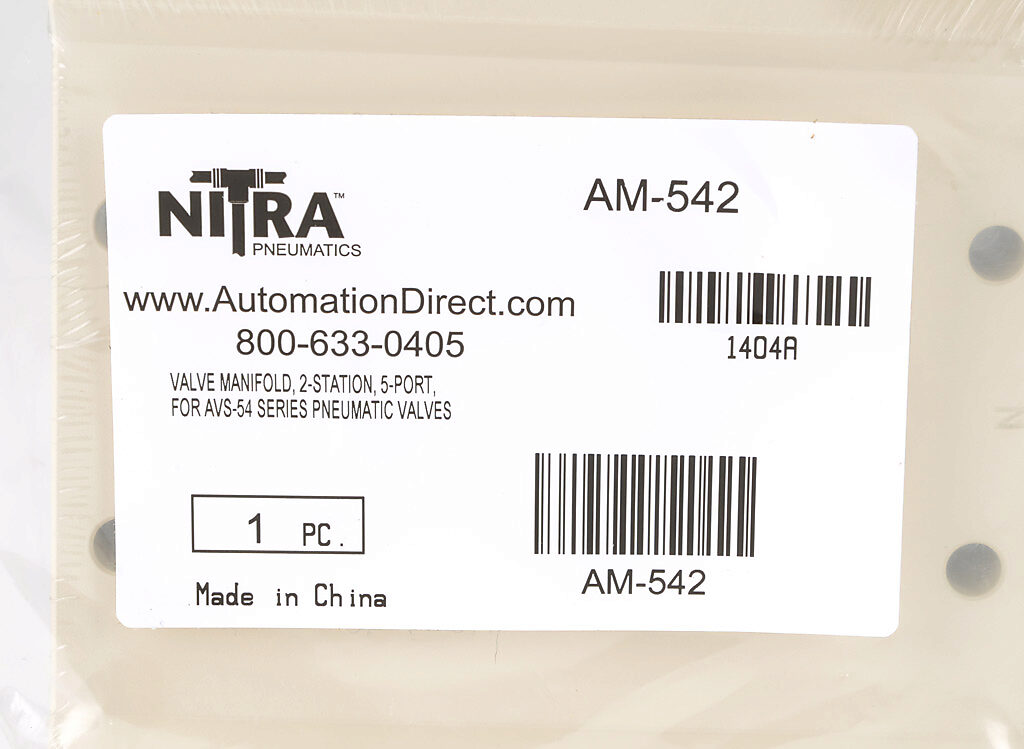 NITRA™
PNEUMATICS
www.AutomationDirect.com
800-633-0405
VALVE MANIFOLD, 2-STATION, 5-PORT,
FOR AVS-54 SERIES PNEUMATIC VALVES
1 PC.
Made in China
AM-542
1404A
AM-542